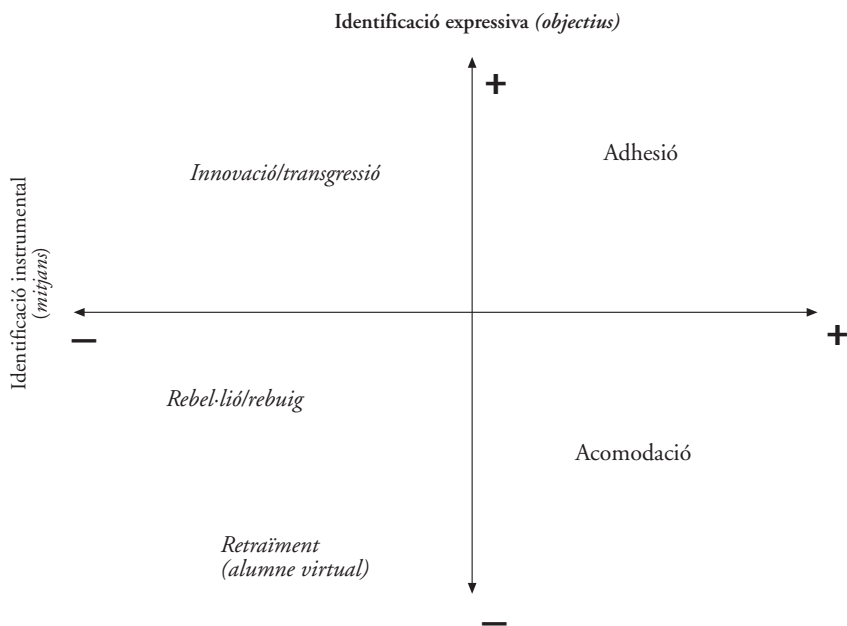 Identificació expressiva (objectius)
+
Adhesió
Innovació/transgressió
Identificació instrumental
(mitjans)
–
+
Rebel·lió/rebuig
Acomodació
Retraïment
(alumne virtual)
–